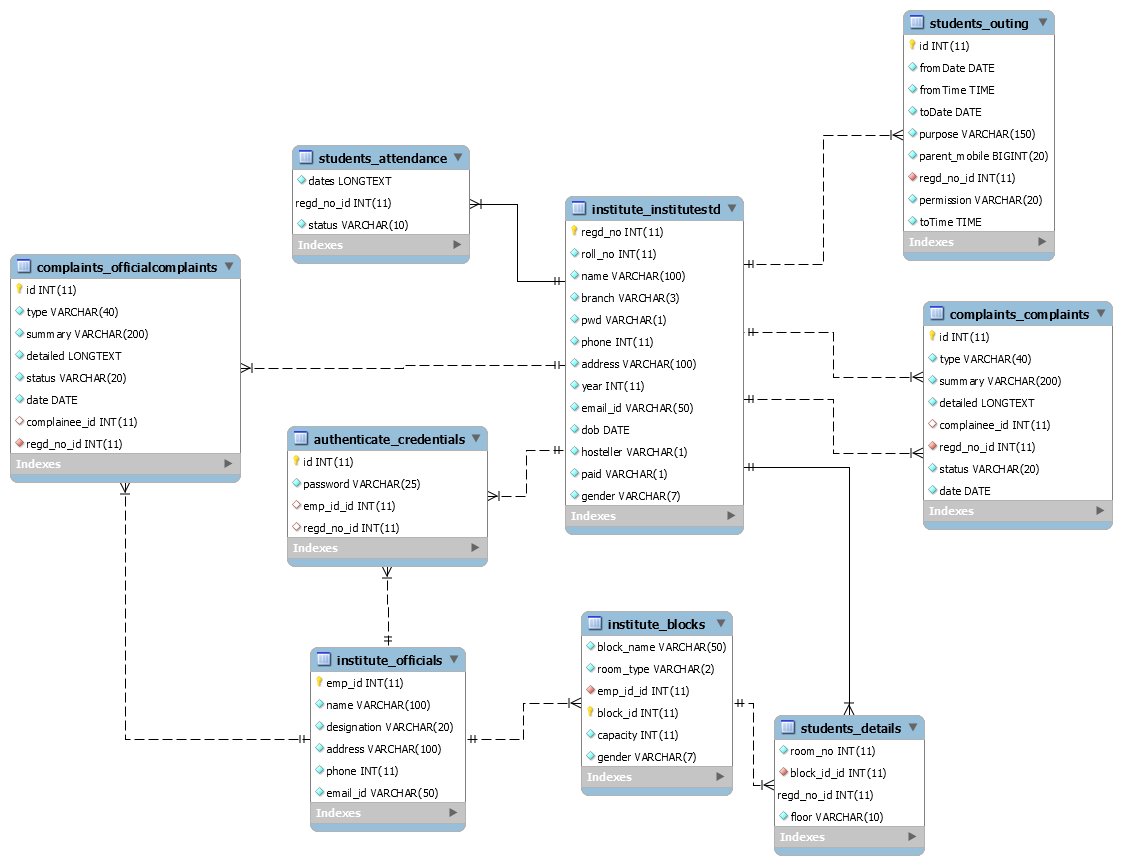 students_outing
id INT(11)
fromDate DATE
fromTime TIME
toDate DATE
purpose VARCHAR(150)
parent_mobile BIGINT(20)
regd_no_id INT(11)
permission VARCHAR(20)
toTime TIME
Indexes
students_attendance
dates LONGTEXT
regd_no_id INT(11)
status VARCHAR(10)
Indexes
institute_institutestd
regd_no INT(11)
roll_no INT(11)
name VARCHAR(100)
branch VARCHAR(3)
pwd VARCHAR(1)
phone INT(11)
address VARCHAR(100)
year INT(11)
email_id VARCHAR(50)
dob DATE
hosteller VARCHAR(1)
paid VARCHAR(1)
gender VARCHAR(7)
Indexes
complaints_officialcomplaints
id INT(11)
type VARCHAR(40)
summary VARCHAR(200)
detailed LONGTEXT
status VARCHAR(20)
date DATE
complainee_id INT(11)
regd_no_id INT(11)
Indexes
complaints_complaints
id INT(11)
type VARCHAR(40)
summary VARCHAR(200)
detailed LONGTEXT
complainee_id INT(11)
regd_no_id INT(11)
status VARCHAR(20)
date DATE
Indexes
authenticate_credentials
id INT(11)
password VARCHAR(25)
emp_id_id INT(11)
regd_no_id INT(11)
Indexes
institute_officials
emp_id INT(11)
name VARCHAR(100)
designation VARCHAR(20)
address VARCHAR(100)
phone INT(11)
email_id VARCHAR(50)
Indexes
institute_blocks
block_name VARCHAR(50)
room_type VARCHAR(2)
emp_id_id INT(11)
block_id INT(11)
capacity INT(11)
gender VARCHAR(7)
Indexes
students_details
room_no INT(11)
block_id_id INT(11)
regd_no_id INT(11)
floor VARCHAR(10)
Indexes